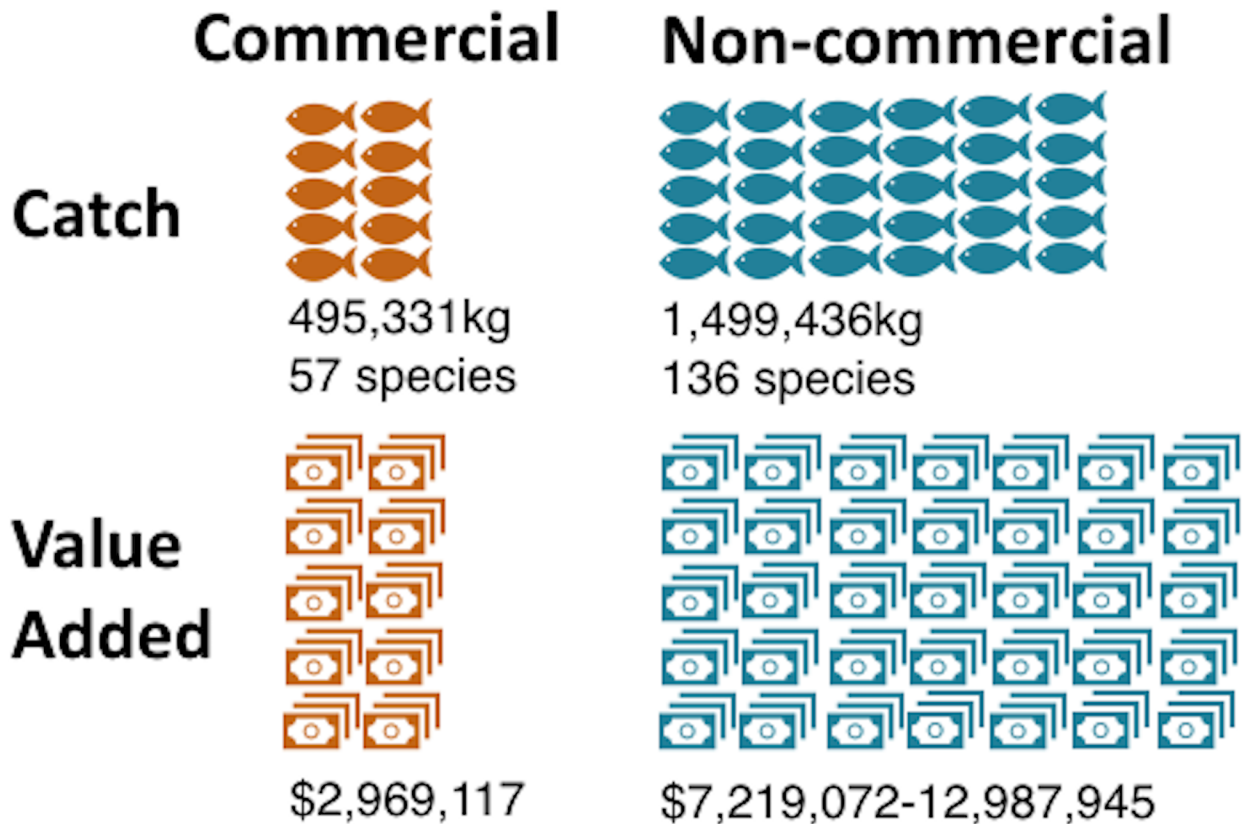 Commercial
Non-commercial
Catch
495,331kg
57 species
1,499,436kg
136 species
Value
Added
$2,969,117
$7,219,072-12,987,945